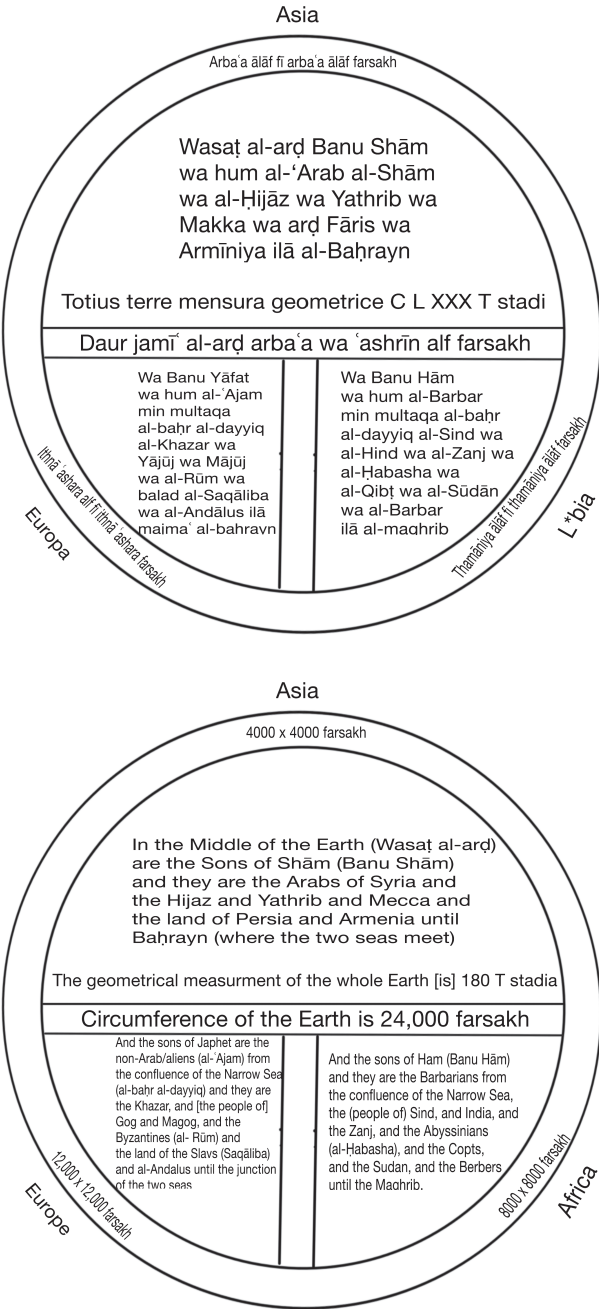 Asia
Arbaʿa ālāf fī arbaʿa ālāf farsakh
Wasaṭ al-arḍ Banu Shām
wa hum al-‘Arab al-Shām
wa al-Ḥijāz wa Yathrib wa
Makka wa arḍ Fāris wa
Armīniya ilā al-Baḥrayn
Totius terre mensura geometrice C L XXX T stadi
Daur jamīʿ al-arḍ arbaʿa wa ʿashrīn alf farsakh
Wa Banu Yāfat
wa hum al-ʿAjam
min multaqa
al-baḥr al-dayyiq
al-Khazar wa
Yājūj wa Mājūj
wa al-Rūm wa
balad al-Saqāliba
wa al-Andālus ilā
majmaʿ al-bahrayn
Wa Banu Hām
wa hum al-Barbar
min multaqa al-baḥr
al-dayyiq al-Sind wa
al-Hind wa al-Zanj wa
al-Ḥabasha wa
al-Qibṭ wa al-Sūdān
wa al-Barbar
ilā al-maghrib
Ithnā ʿashara alf fī ithnā ʿashara farsakh
Europa
Thamāniya ālāf fi thamāniya ālāf farsakh
L*bia
Asia
4000 x 4000 farsakh
In the Middle of the Earth (Wasaṭ al-arḍ)
are the Sons of Shām (Banu Shām)
and they are the Arabs of Syria and
the Hijaz and Yathrib and Mecca and
the land of Persia and Armenia until
Baḥrayn (where the two seas meet)
The geometrical measurment of the whole Earth [is] 180 T stadia
Circumference of the Earth is 24,000 farsakh
And the sons of Japhet are the
non-Arab/aliens (al-ʿAjam) from
the confluence of the Narrow Sea
(al-baḥr al-dayyiq) and they are
the Khazar, and [the people of]
Gog and Magog, and the
Byzantines (al- Rūm) and
the land of the Slavs (Saqāliba)
and al-Andalus until the junction
of the two seas
And the sons of Ham (Banu Hām)
and they are the Barbarians from
the confluence of the Narrow Sea,
the (people of) Sind, and India, and
the Zanj, and the Abyssinians
(al-Ḥabasha), and the Copts,
and the Sudan, and the Berbers
until the Maghrib.
12,000 x 12,000 farsakh
Europe
8000 x 8000 farsakh
Africa